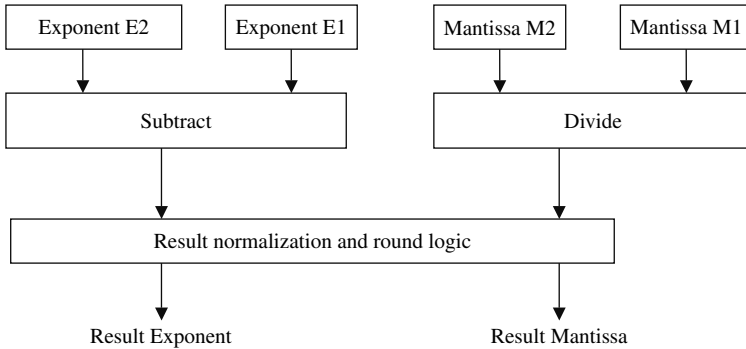 Exponent E2
Exponent E1
Mantissa M2
Mantissa M1
Subtract
Divide
Result normalization and round logic
Result Exponent
Result Mantissa